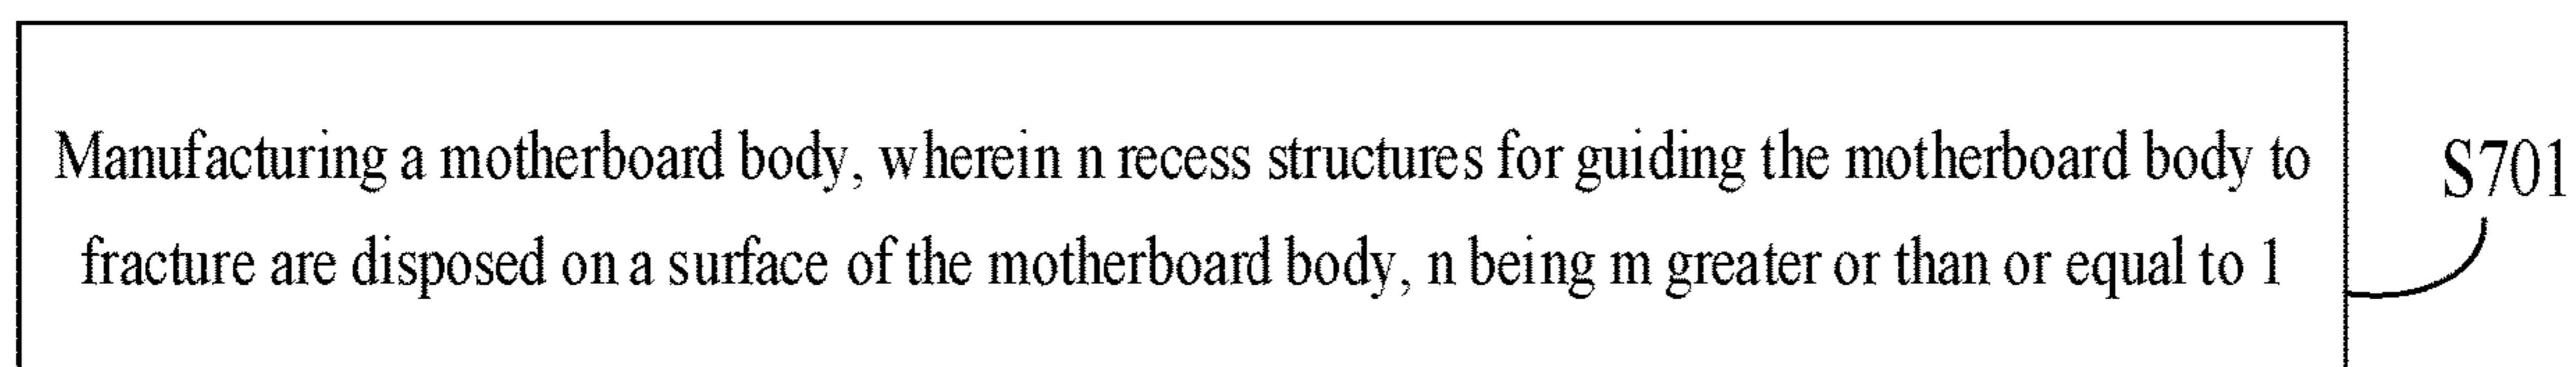 Manufacturing a motherboard body, wherein n recess structures for guiding the motherboard body to
fracture are disposed on a surface of the motherboard body, n being m greater or than or equal to 1
S701